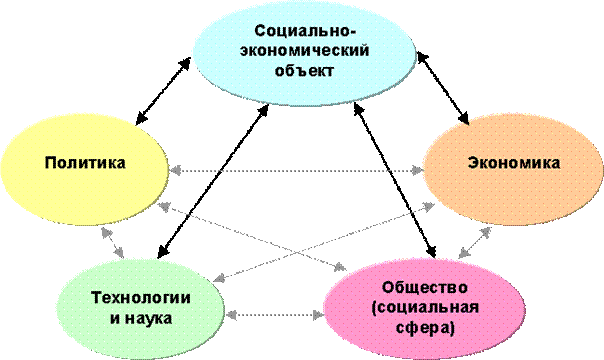 Социально-
экономический
объект
Политика
Экономика
Технологии
и наука
Общество
(социальная
сфера)